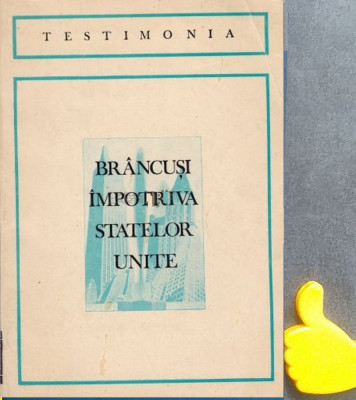 TESTIMONIA
BRÂNCUȘI
ÎMPOTRIVA
STATELOR
UNITE